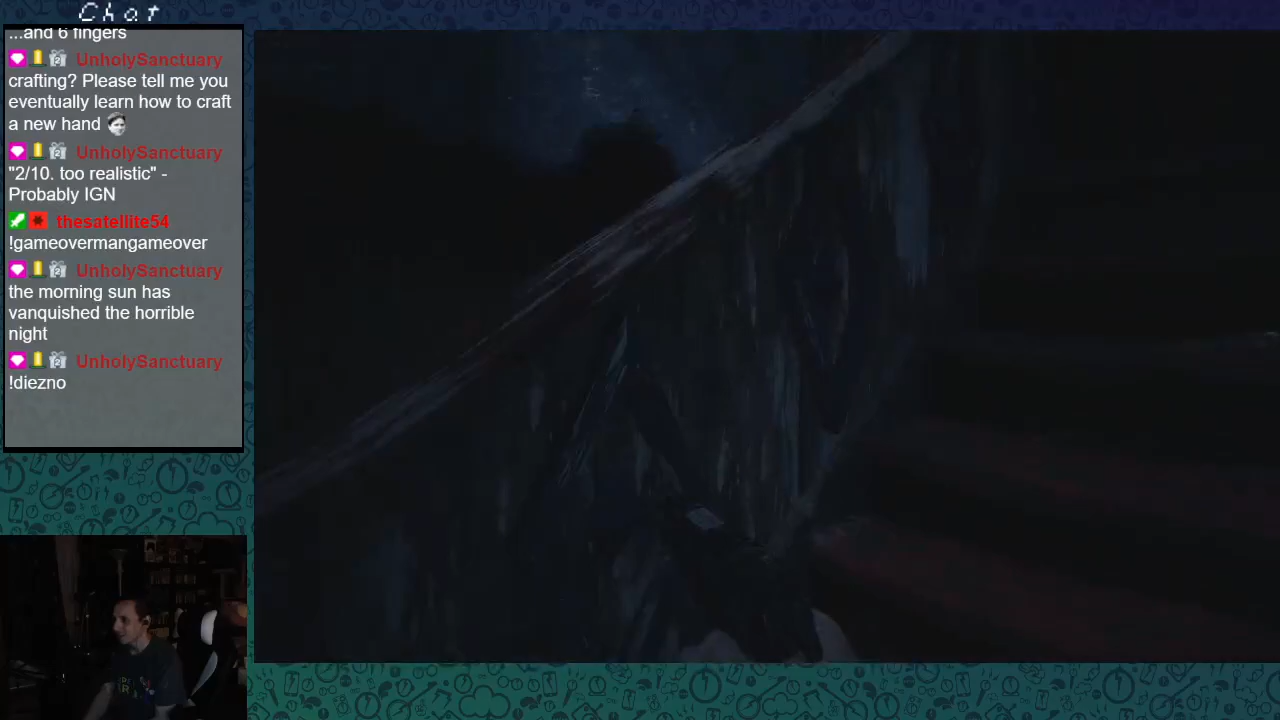 Chat
...and 6 fingers
UnholySanctuary
crafting? Please tell me you
eventually learn how to craft
a new hand
UnholySanctuary
"2/10. too realistic" -
Probably IGN
thesatellite54
!gameovermangameover
UnholySanctuary
the morning sun has
vanquished the horrible
night
UnholySanctuary
!diezno